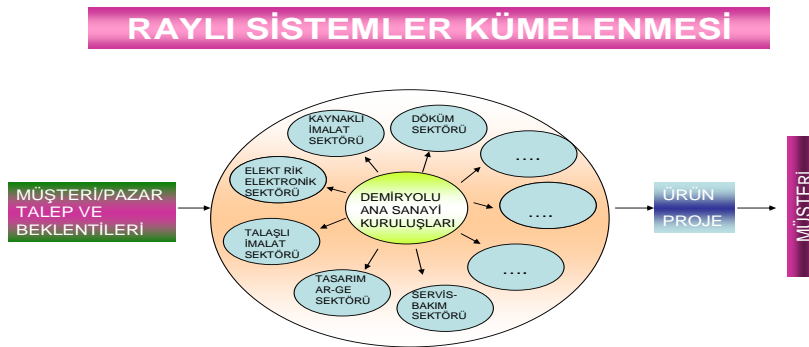 RAYLI SİSTEMLER KÜMELENMESİ
KAYNAKLI
İMALAT
SEKTÖRÜ
DÖKÜM
SEKTÖRÜ
....
ELEKT RİK
ELEKTRONİK
SEKTÖRÜ
DEMİRYOLU
ANA SANAYİ
KURULUŞLARI
....
MÜŞTERİ/PAZAR
TALEP VE
BEKLENTİLERİ
TALAŞLI
İMALAT
SEKTÖRÜ
....
TASARIM
AR-GE
SEKTÖRÜ
SERVİS-
BAKIM
SEKTÖRÜ
ÜRÜN
PROJE
MÜŞTERİ